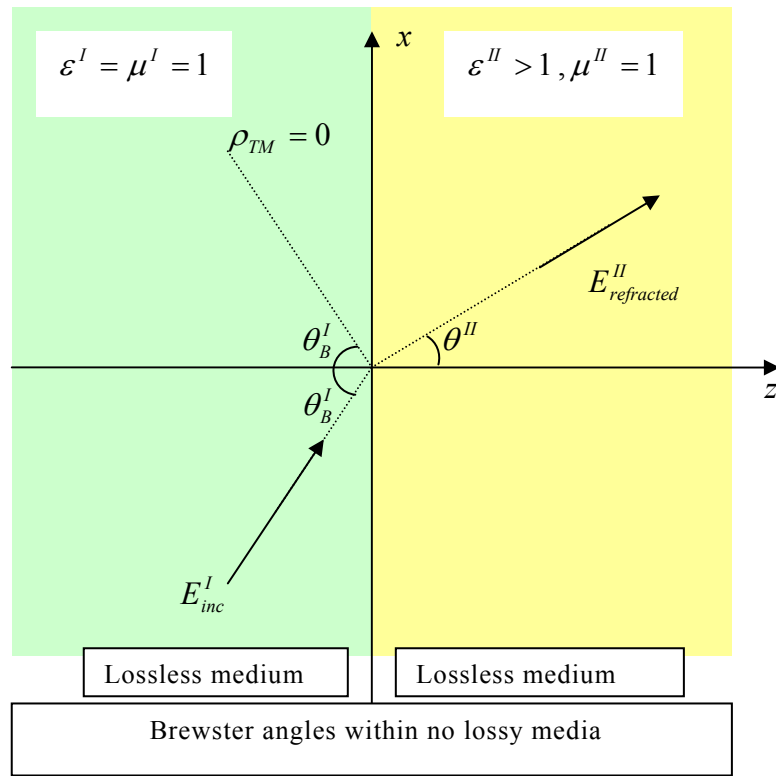 ε^I = μ^I = 1
x
ε^II > 1 , μ^II = 1
ρ_TM = 0
E^II_refracted
θ^I_B
θ^II
θ^I_B
z
E^I_inc
Lossless medium
Lossless medium
Brewster angles within no lossy media